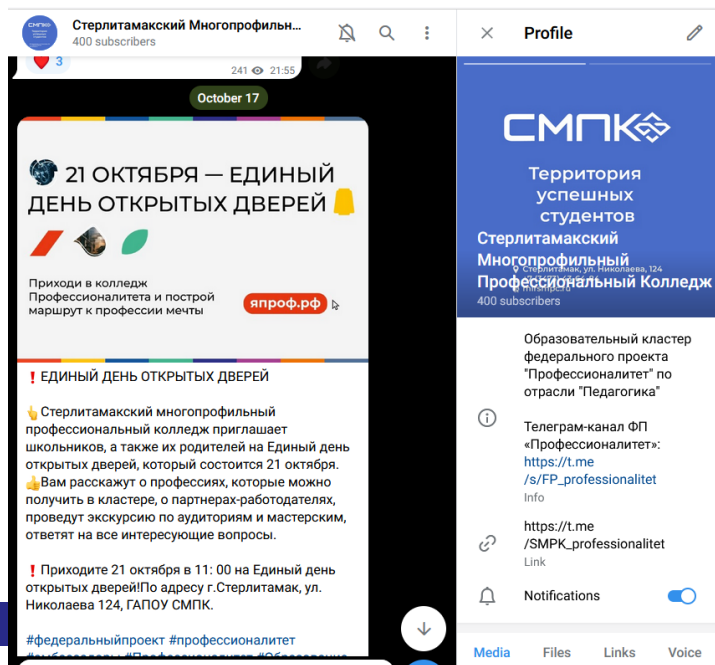 Стерлитамакский Многопрофильн...
400 subscribers
3
241 21:55
October 17
21 ОКТЯБРЯ — ЕДИНЫЙ
ДЕНЬ ОТКРЫТЫХ ДВЕРЕЙ
Приходи в колледж
Профессионалитета и построй
маршрут к профессии мечты
япроф.рф
❗ ЕДИНЫЙ ДЕНЬ ОТКРЫТЫХ ДВЕРЕЙ
👆Стерлитамакский многопрофильный
профессиональный колледж приглашает
школьников, а также их родителей на Единый день
открытых дверей, который состоится 21 октября.
👍Вам расскажут о профессиях, которые можно
получить в кластере, о партнерах-работодателях,
проведут экскурсию по аудиториям и мастерским,
ответят на все интересующие вопросы.
❗ Приходите 21 октября в 11: 00 на Единый день
открытых дверей!По адресу г.Стерлитамак, ул.
Николаева 124, ГАПОУ СМПК.
#федеральныйпроект #профессионалитет
Profile
СМПК
Территория
успешных
студентов
Стерлитамакский
Многопрофильный
Стерлитамак, ул. Николаева, 124
Профессиональный Колледж
400 subscribers
Образовательный кластер
федерального проекта
"Профессионалитет" по
отрасли "Педагогика"
Телеграм-канал ФП
«Профессионалитет»:
https://t.me
/s/FP_professionalitet
Info
https://t.me
/SMPK_professionalitet
Link
Notifications
Media Files Links Voice